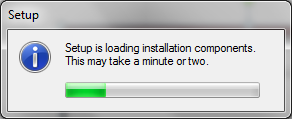 Setup
Setup is loading installation components.
This may take a minute or two.